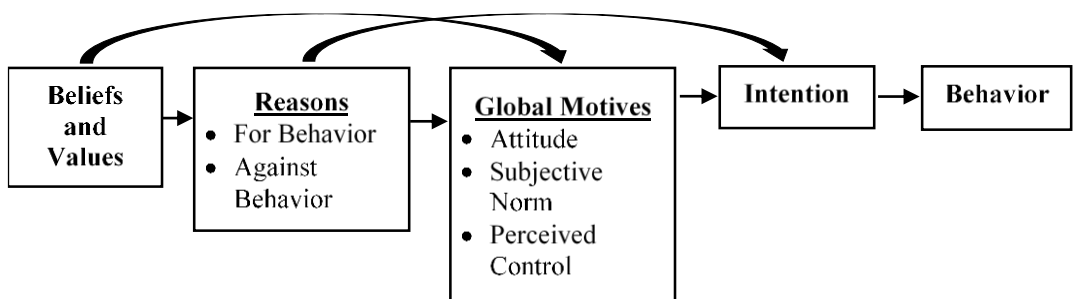 Beliefs
and
Values
Reasons
• For Behavior
• Against
Behavior
Global Motives
• Attitude
• Subjective
Norm
• Perceived
Control
Intention
Behavior